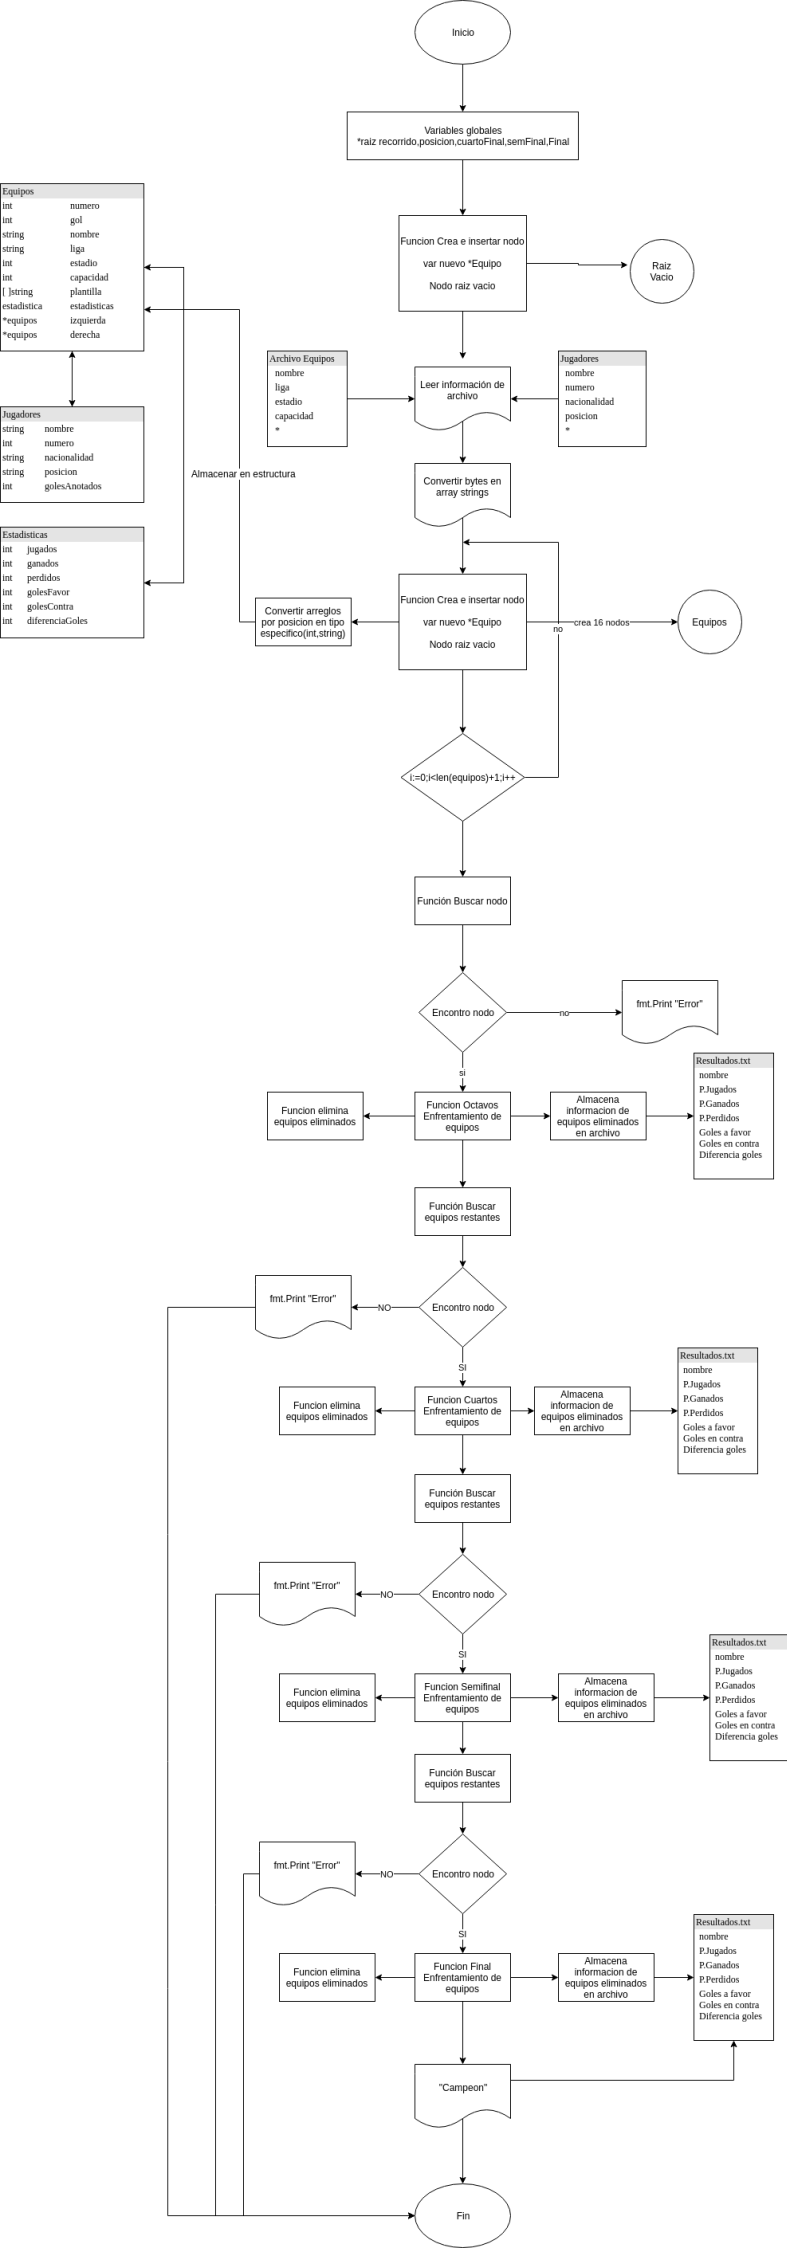 Inicio
Variables globales
*raiz recorrido,posicion,cuartoFinal,semFinal,Final
Equipos
int numero
int gol
string nombre
string liga
int estadio
int capacidad
[ ]string plantilla
estadistica estadisticas
*equipos izquierda
*equipos derecha
Funcion Crea e insertar nodo
var nuevo *Equipo
Nodo raiz vacio
Raiz
Vacio
Archivo Equipos
nombre
liga
estadio
capacidad
*
Leer información de
archivo
Jugadores
nombre
numero
nacionalidad
posicion
*
Jugadores
string nombre
int numero
string nacionalidad
string posicion
int golesAnotados
Almacenar en estructura
Convertir bytes en
array strings
Estadisticas
int jugados
int ganados
int perdidos
int golesFavor
int golesContra
int diferenciaGoles
Convertir arreglos
por posicion en tipo
especifico(int,string)
Funcion Crea e insertar nodo
var nuevo *Equipo
Nodo raiz vacio
no
crea 16 nodos
Equipos
i:=0;i<len(equipos)+1;i++
Función Buscar nodo
Encontro nodo
no
fmt.Print "Error"
si
Funcion elimina
equipos eliminados
Funcion Octavos
Enfrentamiento de
equipos
Almacena
informacion de
equipos eliminados
en archivo
Resultados.txt
nombre
P.Jugados
P.Ganados
P.Perdidos
Goles a favor
Goles en contra
Diferencia goles
Función Buscar
equipos restantes
fmt.Print "Error"
NO
Encontro nodo
SI
Funcion elimina
equipos eliminados
Funcion Cuartos
Enfrentamiento de
equipos
Almacena
informacion de
equipos eliminados
en archivo
Resultados.txt
nombre
P.Jugados
P.Ganados
P.Perdidos
Goles a favor
Goles en contra
Diferencia goles
Función Buscar
equipos restantes
fmt.Print "Error"
NO
Encontro nodo
SI
Funcion elimina
equipos eliminados
Funcion Semifinal
Enfrentamiento de
equipos
Almacena
informacion de
equipos eliminados
en archivo
Resultados.txt
nombre
P.Jugados
P.Ganados
P.Perdidos
Goles a favor
Goles en contra
Diferencia goles
Función Buscar
equipos restantes
fmt.Print "Error"
NO
Encontro nodo
SI
Funcion elimina
equipos eliminados
Funcion Final
Enfrentamiento de
equipos
Almacena
informacion de
equipos eliminados
en archivo
Resultados.txt
nombre
P.Jugados
P.Ganados
P.Perdidos
Goles a favor
Goles en contra
Diferencia goles
"Campeon"
Fin